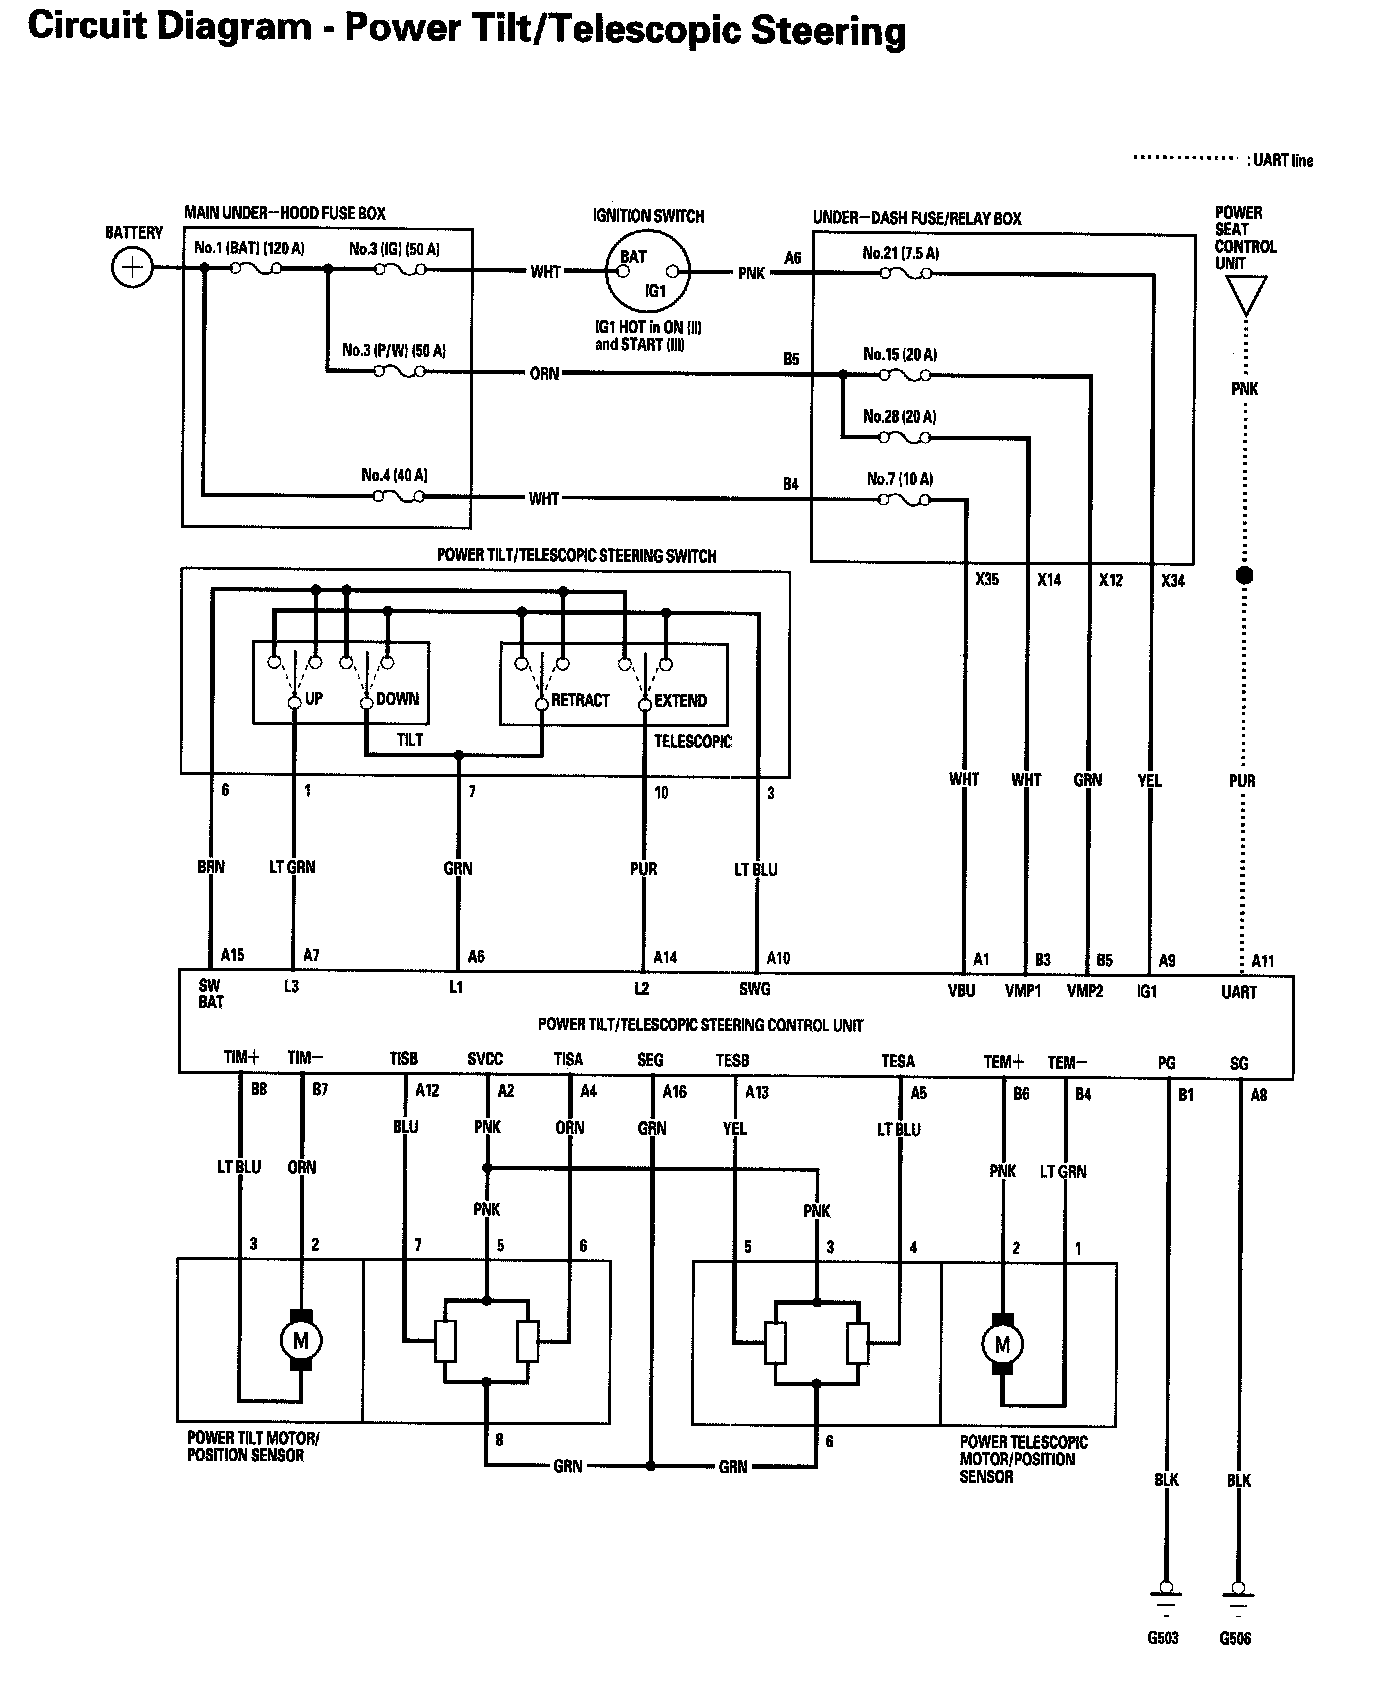 Circuit Diagram - Power Tilt/Telescopic Steering
: UART line
MAIN UNDER-HOOD FUSE BOX
IGNITION SWITCH
UNDER-DASH FUSE/RELAY BOX
POWER
SEAT
CONTROL
UNIT
BATTERY
No.1 (BAT) (120 A)
No.3 (IG) (50 A)
WHT
BAT
IG1
PNK
A6
No.21 (7.5 A)
IG1 HOT in ON (II)
and START (III)
No.3 (P/W) (50 A)
ORN
B5
No.15 (20 A)
PNK
No.28 (20 A)
No.4 (40 A)
WHT
B4
No.7 (10 A)
POWER TILT/TELESCOPIC STEERING SWITCH
X35
X14
X12
X34
UP
DOWN
RETRACT
EXTEND
TILT
TELESCOPIC
6
1
7
10
3
WHT
WHT
GRN
YEL
PUR
BRN
LT GRN
GRN
PUR
LT BLU
A15
A7
A6
A14
A10
A1
B3
B5
A9
A11
SW
BAT
L3
L1
L2
SWG
VBU
VMP1
VMP2
IG1
UART
POWER TILT/TELESCOPIC STEERING CONTROL UNIT
TIM+
TIM-
TISB
SVCC
TISA
SEG
TESB
TESA
TEM+
TEM-
PG
SG
B8
B7
A12
A2
A4
A16
A13
A5
B6
B4
B1
A8
BLU
PNK
ORN
GRN
YEL
LT BLU
LT BLU
ORN
PNK
LT GRN
PNK
PNK
3
2
7
5
6
5
3
4
2
1
M
M
POWER TILT MOTOR/
POSITION SENSOR
8
GRN
GRN
6
POWER TELESCOPIC
MOTOR/POSITION
SENSOR
BLK
BLK
G503
G506